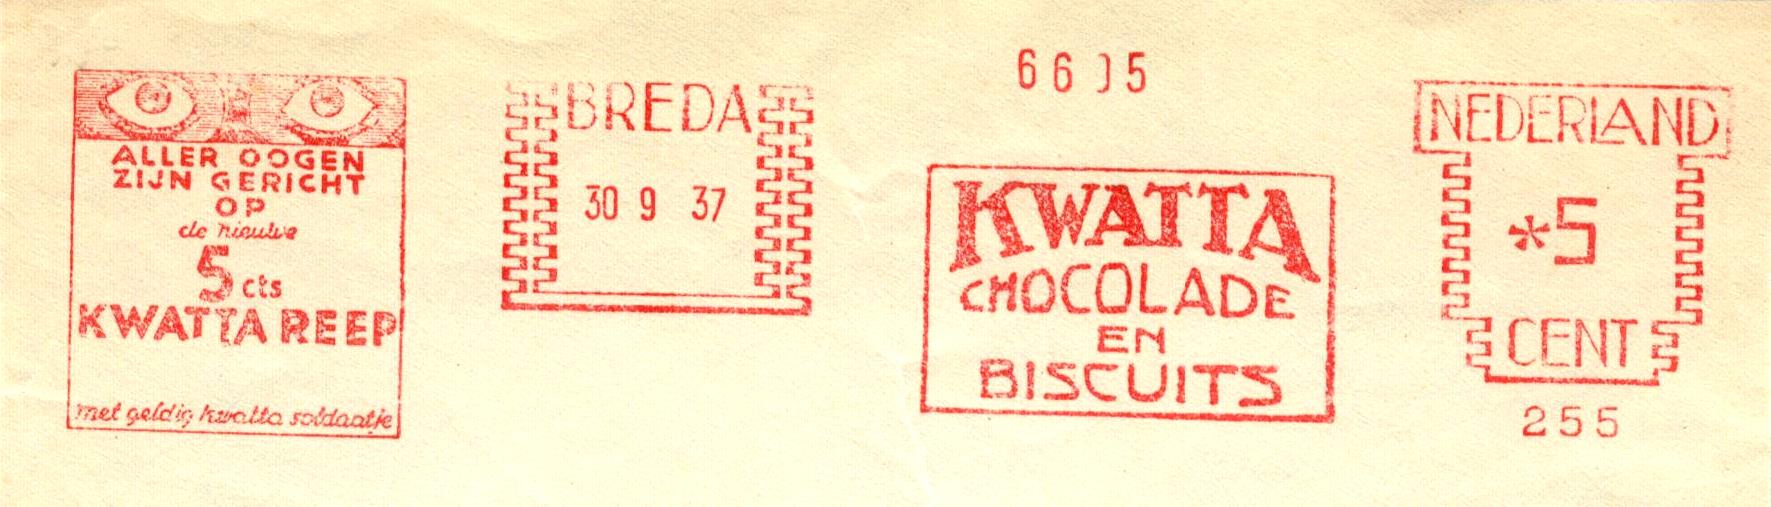 ALLER OOGEN
ZIJN GERICHT
OP
de nieuwe
5 cts
KWATTA REEP
met geldig kwatta soldaatje
BREDA
30 9 37
6605
KWATTA
CHOCOLADE
EN
BISCUITS
NEDERLAND
*5
CENT
255